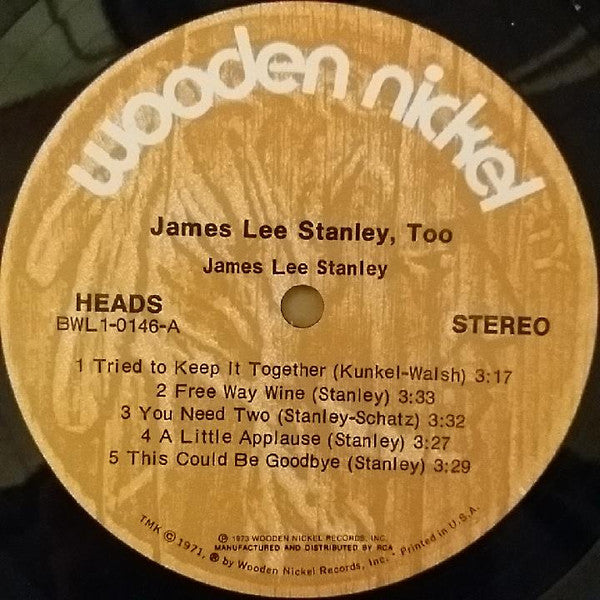 wooden nickel
James Lee Stanley, Too
James Lee Stanley
HEADS
BWL 1-0146-A
STEREO
1 Tried to Keep It Together (Kunkel-Walsh) 3:17
2 Free Way Wine (Stanley) 3:33
3 You Need Two (Stanley-Schatz) 3:32
4 A Little Applause (Stanley) 3:27
5 This Could Be Goodbye (Stanley) 3:29
℗ 1973 WOODEN NICKEL RECORDS, INC.
MANUFACTURED AND DISTRIBUTED BY RCA
TMK © 1971, ® by Wooden Nickel Records, Inc. • Printed in U.S.A.